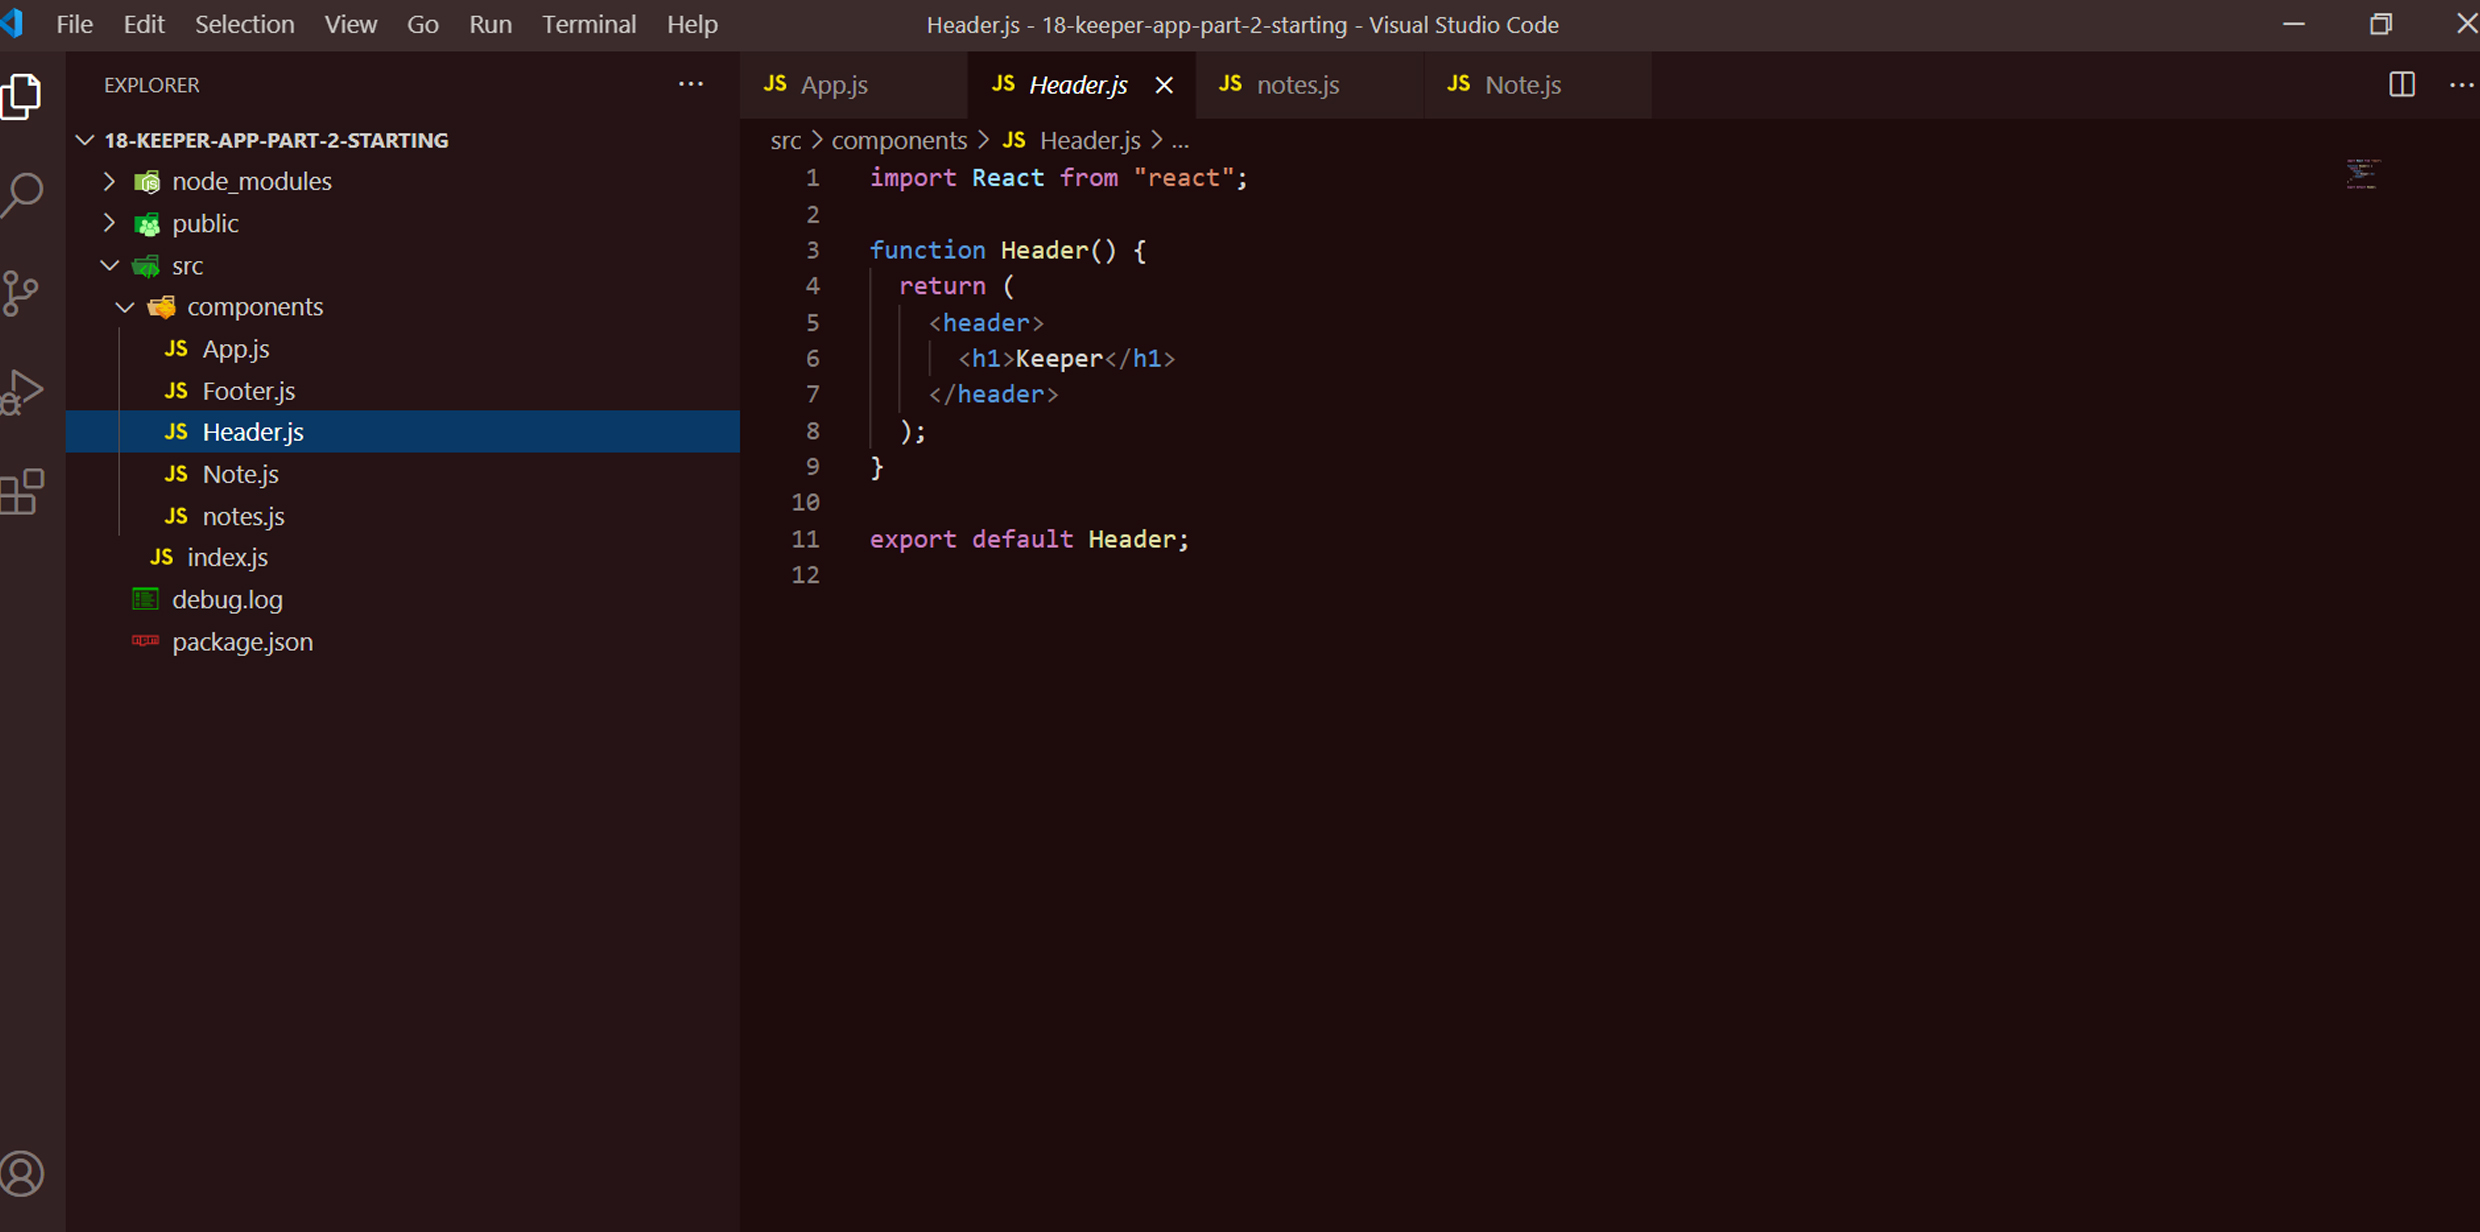 File Edit Selection View Go Run Terminal Help Header.js - 18-keeper-app-part-2-starting - Visual Studio Code
EXPLORER ...
JS App.js JS Header.js JS notes.js JS Note.js ...
18-KEEPER-APP-PART-2-STARTING
node_modules
public
src
components
JS App.js
JS Footer.js
JS Header.js
JS Note.js
JS notes.js
JS index.js
debug.log
npm package.json
src > components > JS Header.js > ...
1 import React from "react";
2
3 function Header() {
4 return (
5 <header>
6 <h1>Keeper</h1>
7 </header>
8 );
9 }
10
11 export default Header;
12